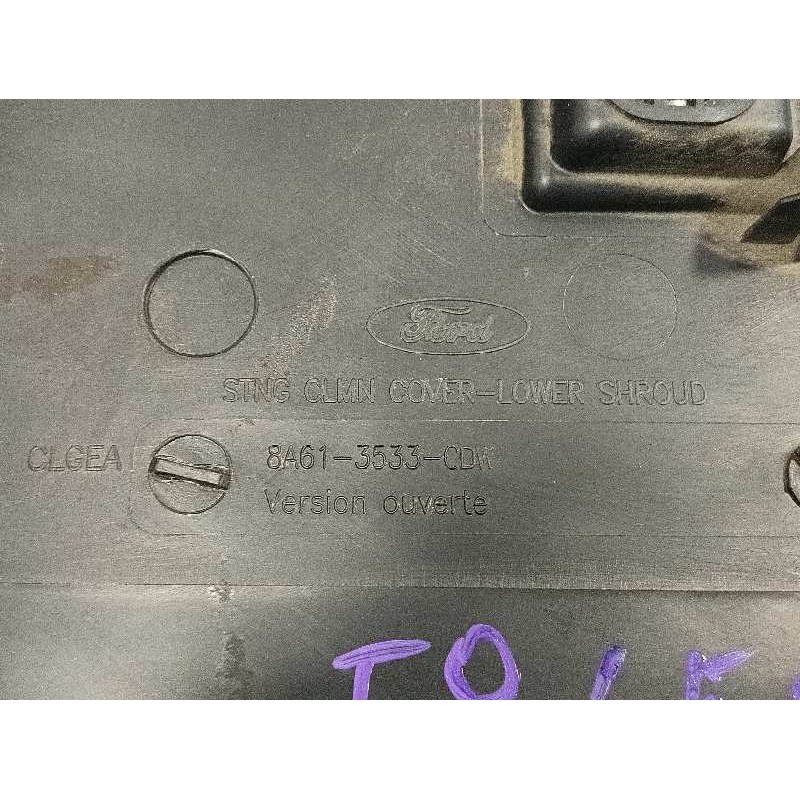 Ford
STNG CLMN COVER-LOWER SHROUD
CLGEA
8A61-3533-CDW
Version ouverte